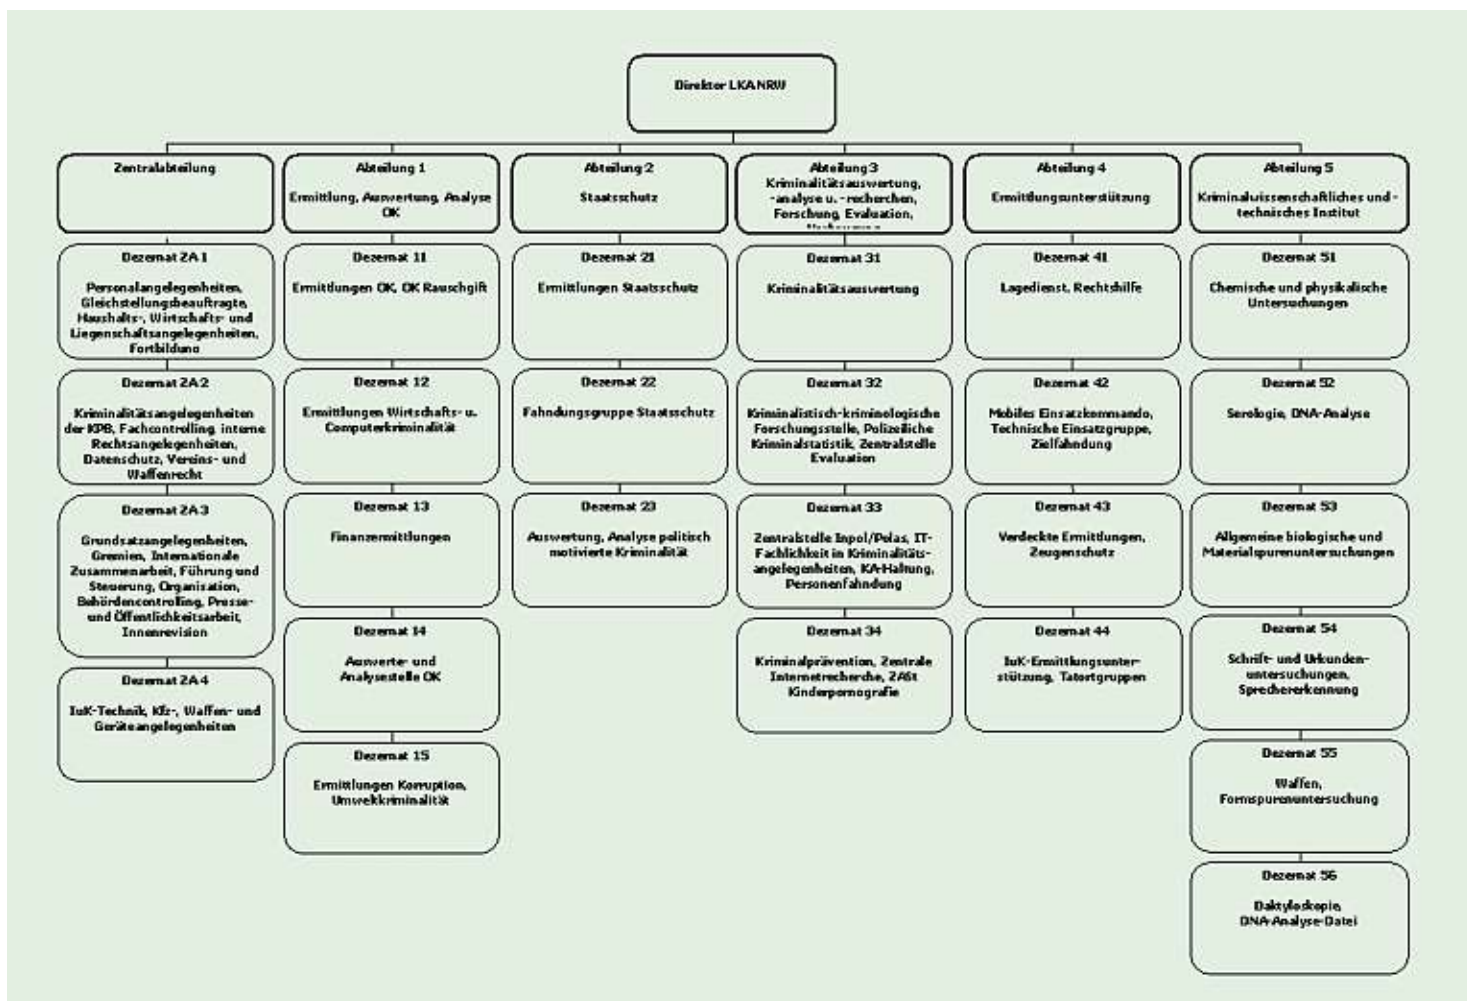 Direktor LKANRW
Zentralabteilung
Abteilung 1
Ermittlung, Auswertung, Analyse
OK
Abteilung 2
Staatsschutz
Abteilung 3
Kriminalitätsauswertung,
-analyse u. -recherchen,
Forschung, Evaluation,
Abteilung 4
Ermittlungsunterstützung
Abteilung 5
Kriminalwissenschaftliches und -
technisches Institut
Dezernat ZA1
Personalangelegenheiten,
Gleichstellungsbeauftragte,
Haushalts-, Wirtschafts- und
Liegenschaftsangelegenheiten,
Fortbildung
Dezernat ZA2
Kriminalitätsangelegenheiten
der KPB, Fachcontrolling, interne
Rechtsangelegenheiten,
Datenschutz, Vereins- und
Waffenrecht
Dezernat ZA3
Grundsatzangelegenheiten,
Gremien, Internationale
Zusammenarbeit, Führung und
Steuerung, Organisation,
Behördencontrolling, Presse-
und Öffentlichkeitsarbeit,
Innenrevision
Dezernat ZA4
IuK-Technik, Kfz-, Waffen- und
Geräteangelegenheiten
Dezernat 11
Ermittlungen OK, OK Rauschgift
Dezernat 12
Ermittlungen Wirtschafts- u.
Computerkriminalität
Dezernat 13
Finanzermittlungen
Dezernat 14
Auswerte- und
Analysestelle OK
Dezernat 15
Ermittlungen Korruption,
Umweltkriminalität
Dezernat 21
Ermittlungen Staatsschutz
Dezernat 22
Fahndungsgruppe Staatsschutz
Dezernat 23
Auswertung, Analyse politisch
motivierte Kriminalität
Dezernat 31
Kriminalitätsauswertung
Dezernat 32
Kriminalistisch-kriminologische
Forschungsstelle, Polizeiliche
Kriminalstatistik, Zentralstelle
Evaluation
Dezernat 33
Zentralstelle Inpol/Polas, IT-
Fachlichkeit in Kriminalitäts-
angelegenheiten, KA-Haltung,
Personenfahndung
Dezernat 34
Kriminalprävention, Zentrale
Internetrecherche, ZASt
Kinderpornografie
Dezernat 41
Lagedienst, Rechtshilfe
Dezernat 42
Mobiles Einsatzkommando,
Technische Einsatzgruppe,
Zielfahndung
Dezernat 43
Verdeckte Ermittlungen,
Zeugenschutz
Dezernat 44
IuK-Ermittlungsunter-
stützung, Tatortgruppen
Dezernat 51
Chemische und physikalische
Untersuchungen
Dezernat 52
Serologie, DNA-Analyse
Dezernat 53
Allgemeine biologische und
Materialspurenuntersuchungen
Dezernat 54
Schrift- und Urkunden-
untersuchungen,
Sprechererkennung
Dezernat 55
Waffen,
Formspurenuntersuchung
Dezernat 56
Daktyloskopie,
DNA-Analyse-Datei